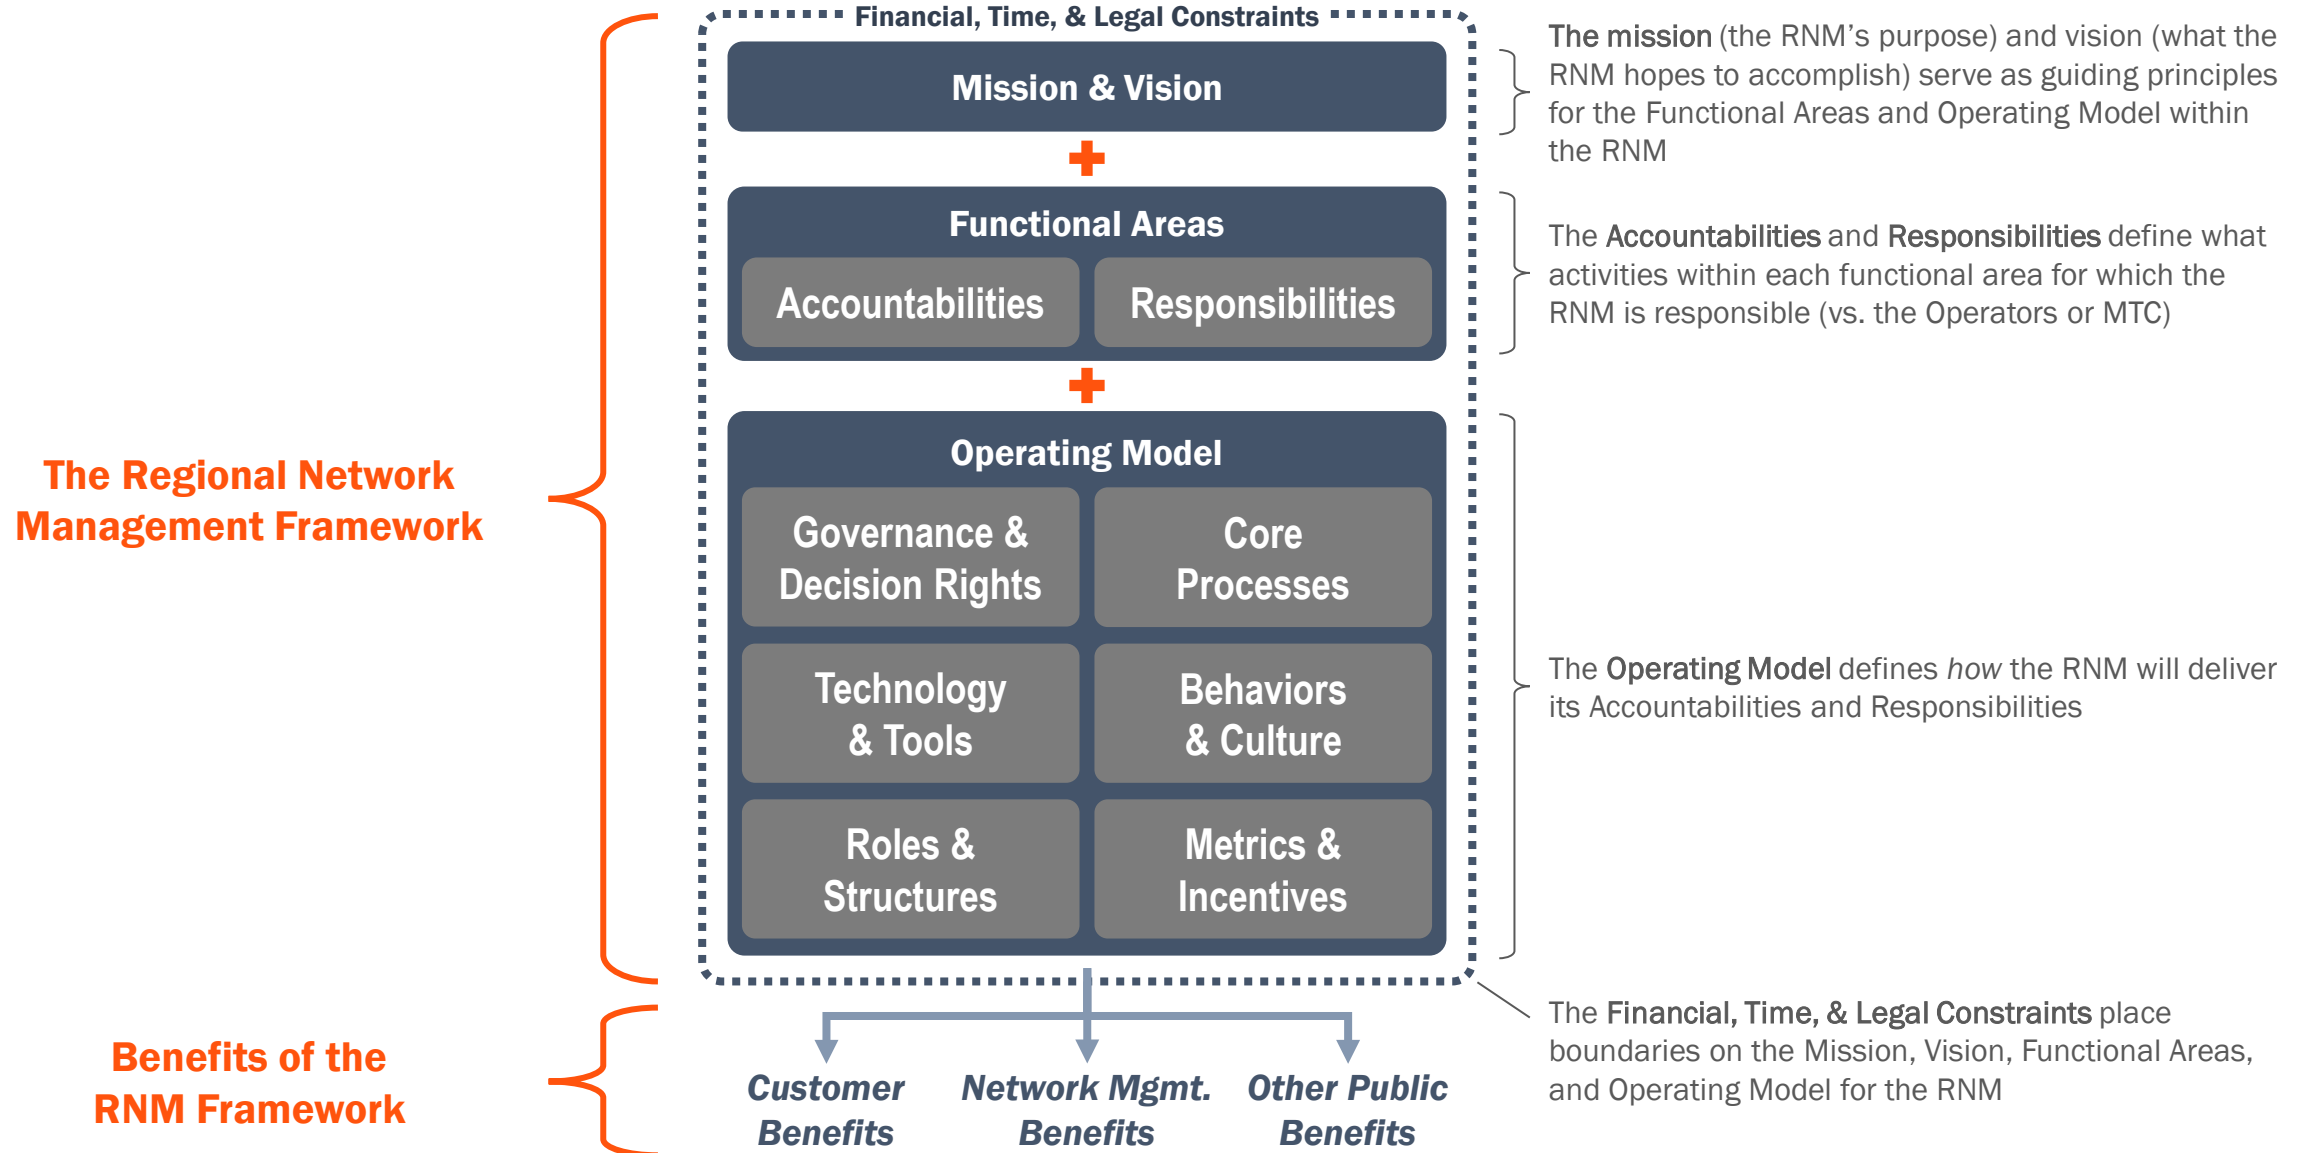 Financial, Time, & Legal Constraints
Mission & Vision
The mission (the RNM's purpose) and vision (what the
RNM hopes to accomplish) serve as guiding principles
for the Functional Areas and Operating Model within
the RNM
Functional Areas
Accountabilities
Responsibilities
The Accountabilities and Responsibilities define what
activities within each functional area for which the
RNM is responsible (vs. the Operators or MTC)
The Regional Network
Management Framework
Operating Model
Governance &
Decision Rights
Core
Processes
Technology
& Tools
Behaviors
& Culture
Roles &
Structures
Metrics &
Incentives
The Operating Model defines how the RNM will deliver
its Accountabilities and Responsibilities
Benefits of the
RNM Framework
Customer
Benefits
Network Mgmt.
Benefits
Other Public
Benefits
The Financial, Time, & Legal Constraints place
boundaries on the Mission, Vision, Functional Areas,
and Operating Model for the RNM